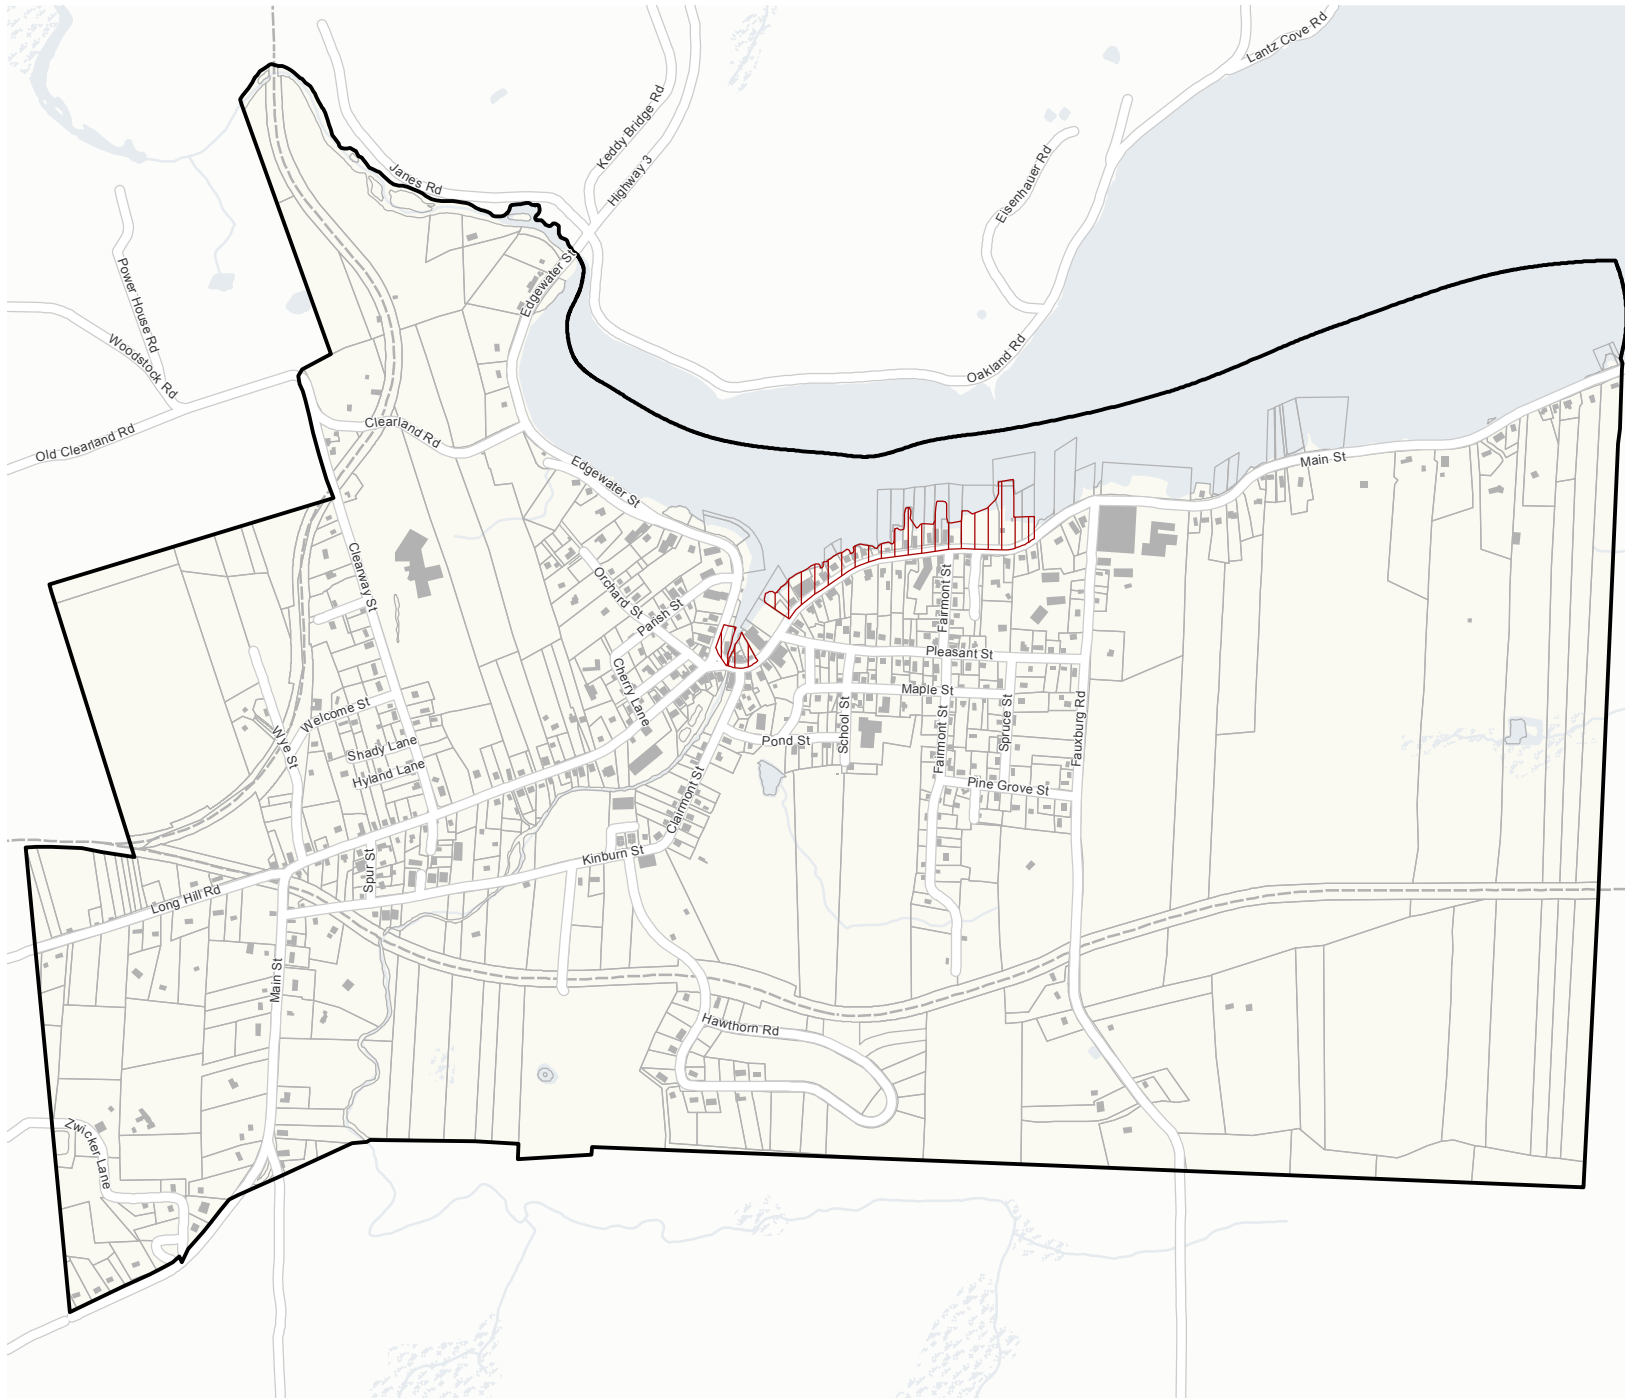 Lantz Cove Rd
Keddy Bridge Rd
Highway 3
Janes Rd
Eisenhauer Rd
Edgewater St
Power House Rd
Woodstock Rd
Oakland Rd
Clearland Rd
Old Clearland Rd
Edgewater St
Main St
Clearway St
Orchard St
Parish St
Fairmont St
Pleasant St
Cherry Lane
Maple St
Welcome St
School St
Spruce St
Fauxburg Rd
Wye St
Shady Lane
Pond St
Fairmont St
Hyland Lane
Pine Grove St
Clairmont St
Kinburn St
Spur St
Long Hill Rd
Main St
Hawthorn Rd
Zwicker Lane